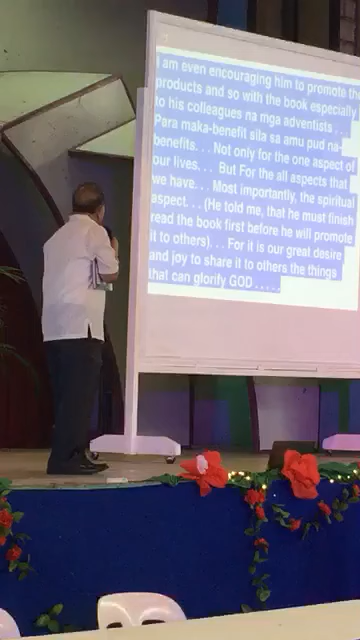 I am even encouraging him to promote the
products and so with the book especially
to his colleagues na mga adventists . . .
Para maka-benefit sila sa amu pud na-
benefits. . . Not only for the one aspect of
our lives. . . But For the all aspects that
we have. . . Most importantly, the spiritual
aspect. . . (He told me, that he must finish
read the book first before he will promote
it to others). . . For it is our great desire
and joy to share it to others the things
that can glorify GOD . . . . .